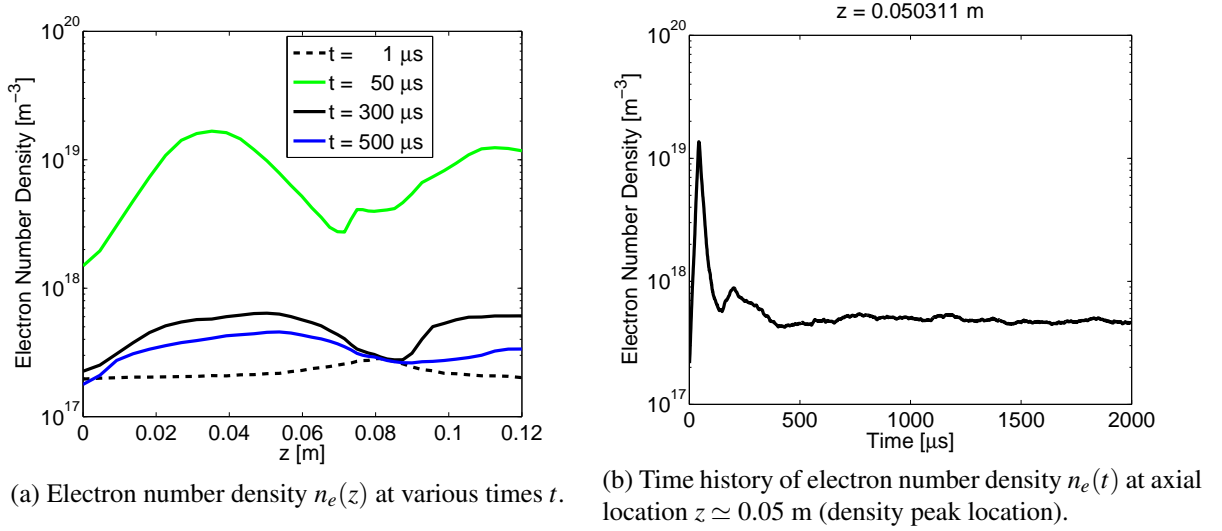 10^20
10^19
10^18
10^17
Electron Number Density [m^−3]
t = 1 μs
t = 50 μs
t = 300 μs
t = 500 μs
0 0.02 0.04 0.06 0.08 0.1 0.12
z [m]
(a) Electron number density n_e(z) at various times t.
z = 0.050311 m
10^20
10^19
10^18
10^17
Electron Number Density [m^−3]
0 500 1000 1500 2000
Time [μs]
(b) Time history of electron number density n_e(t) at axial
location z ≃ 0.05 m (density peak location).